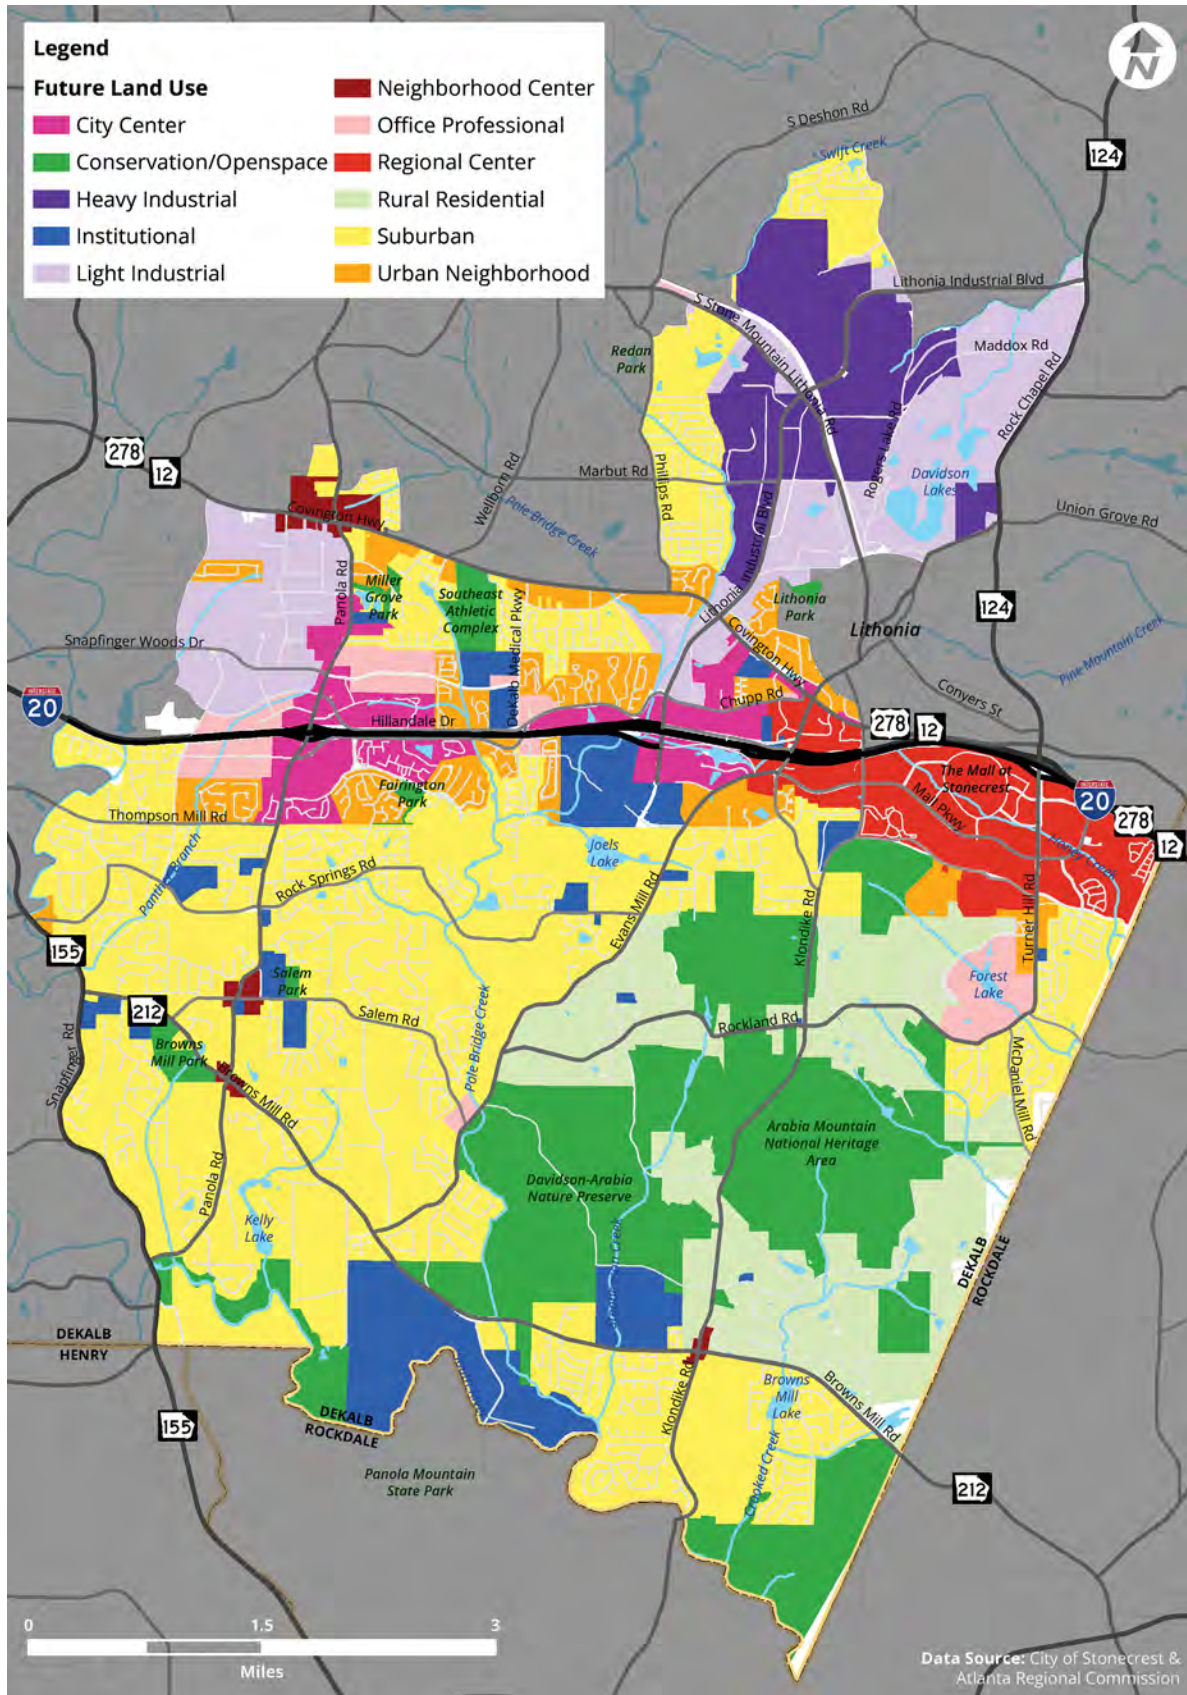 Legend
Future Land Use
City Center
Conservation/Openspace
Heavy Industrial
Institutional
Light Industrial
Neighborhood Center
Office Professional
Regional Center
Rural Residential
Suburban
Urban Neighborhood
N
S Deshon Rd
Swift Creek
124
Lithonia Industrial Blvd
S Stone Mountain Lithonia Rd
Maddox Rd
Redan
Park
Rock Chapel Rd
Rogers Lake Rd
278
12
Wellborn Rd
Marbut Rd
Phillips Rd
Davidson
Lakes
Union Grove Rd
Covington Hwy
Pole Bridge Creek
Lithonia Industrial Blvd
Panola Rd
Miller
Grove
Park
Southeast
Athletic
Complex
Dekalb Medical Pkwy
Lithonia
Park
124
Lithonia
Snapfinger Woods Dr
Covington Hwy
Pine Mountain Creek
Chupp Rd
Conyers St
INTERSTATE
20
Hillandale Dr
278
12
The Mall at
Stonecrest
Fairington
Park
Mall Pkwy
INTERSTATE
20
278
12
Thompson Mill Rd
Joels
Lake
Panther Branch
Rock Springs Rd
Evans Mill Rd
Klondike Rd
Turner Hill Rd
155
Salem
Park
Forest
Lake
212
Salem Rd
Pole Bridge Creek
Rockland Rd
Snapfinger Rd
Browns
Mill Park
Browns Mill Rd
McDaniel Mill Rd
Arabia Mountain
National Heritage
Area
Panola Rd
Davidson-Arabia
Nature Preserve
Kelly
Lake
Creek
DEKALB
ROCKDALE
DEKALB
HENRY
Klondike Rd
Browns
Mill
Lake
Browns Mill Rd
155
DEKALB
ROCKDALE
Panola Mountain
State Park
Crooked Creek
212
0
1.5
3
Miles
Data Source: City of Stonecrest &
Atlanta Regional Commission